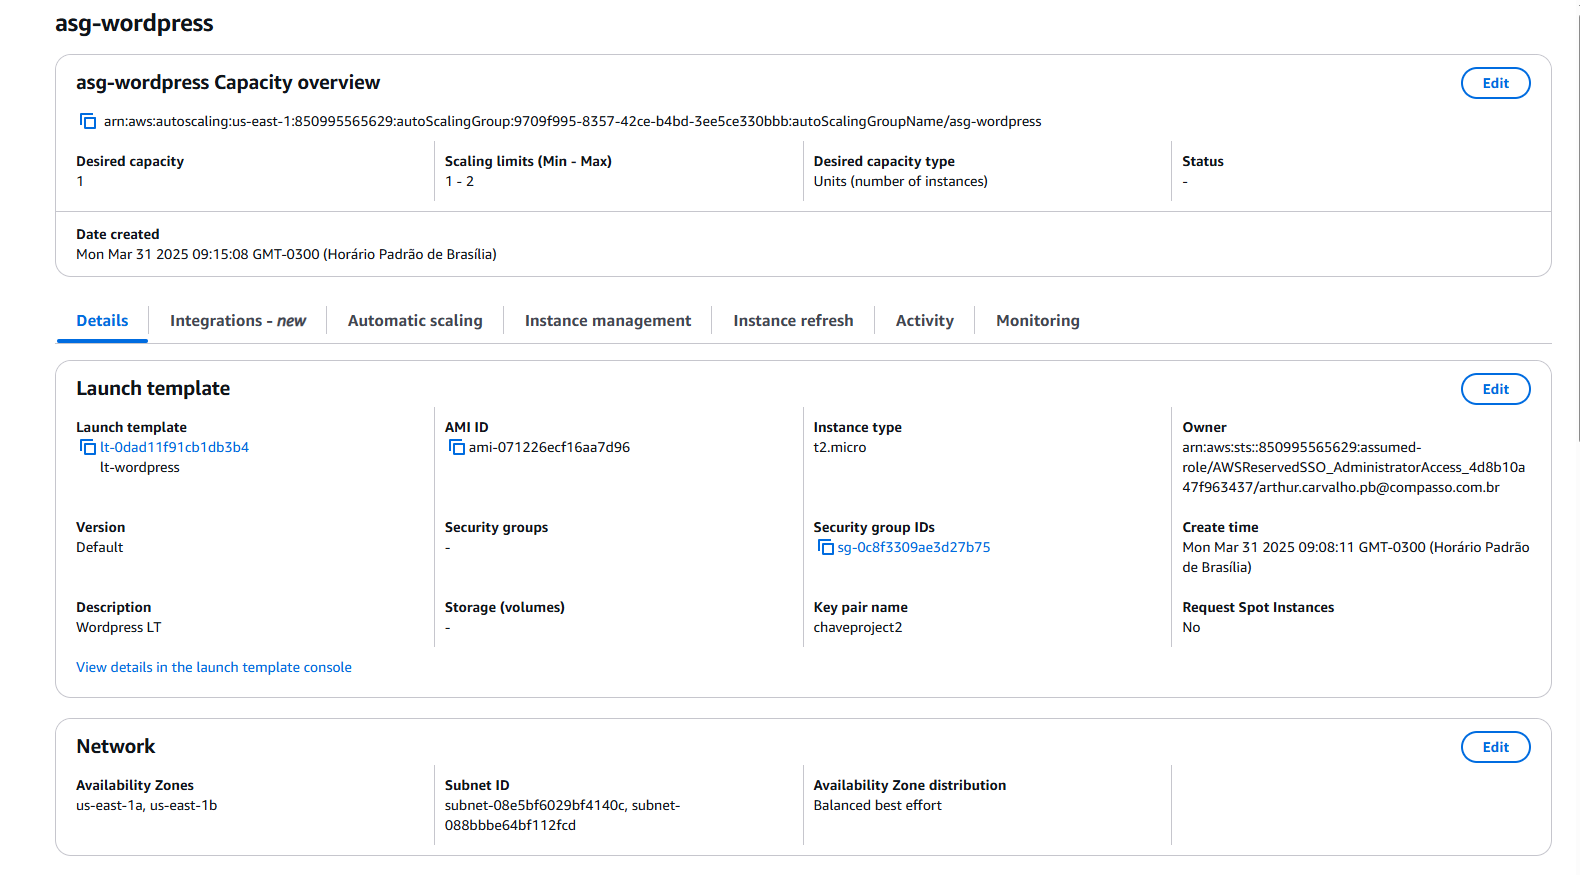 asg-wordpress
asg-wordpress Capacity overview
Edit
arn:aws:autoscaling:us-east-1:850995565629:autoScalingGroup:9709f995-8357-42ce-b4bd-3ee5ce330bbb:autoScalingGroupName/asg-wordpress
Desired capacity
1
Scaling limits (Min - Max)
1 - 2
Desired capacity type
Units (number of instances)
Status
-
Date created
Mon Mar 31 2025 09:15:08 GMT-0300 (Horário Padrão de Brasília)
Details
Integrations - new
Automatic scaling
Instance management
Instance refresh
Activity
Monitoring
Launch template
Edit
Launch template
lt-0dad11f91cb1db3b4
lt-wordpress
AMI ID
ami-071226ecf16aa7d96
Instance type
t2.micro
Owner
arn:aws:sts::850995565629:assumed-
role/AWSReservedSSO_AdministratorAccess_4d8b10a
47f963437/arthur.carvalho.pb@compasso.com.br
Version
Default
Security groups
-
Security group IDs
sg-0c8f3309ae3d27b75
Create time
Mon Mar 31 2025 09:08:11 GMT-0300 (Horário Padrão
de Brasília)
Description
Wordpress LT
Storage (volumes)
-
Key pair name
chaveproject2
Request Spot Instances
No
View details in the launch template console
Network
Edit
Availability Zones
us-east-1a, us-east-1b
Subnet ID
subnet-08e5bf6029bf4140c, subnet-
088bbbe64bf112fcd
Availability Zone distribution
Balanced best effort